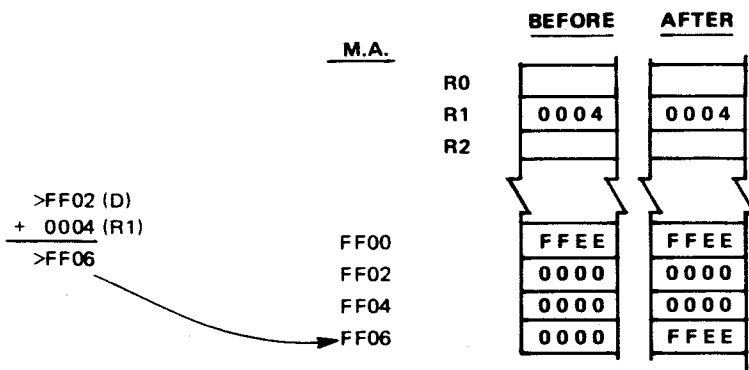 BEFORE AFTER
M.A.
R0
R1 0004 0004
R2
>FF02 (D)
+ 0004 (R1)
>FF06
FF00 FFEE FFEE
FF02 0000 0000
FF04 0000 0000
FF06 0000 FFEE